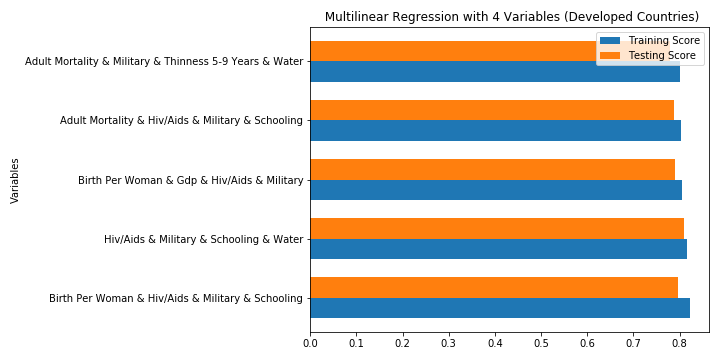 Multilinear Regression with 4 Variables (Developed Countries)
Training Score
Testing Score
Adult Mortality & Military & Thinness 5-9 Years & Water
Adult Mortality & Hiv/Aids & Military & Schooling
Birth Per Woman & Gdp & Hiv/Aids & Military
Hiv/Aids & Military & Schooling & Water
Birth Per Woman & Hiv/Aids & Military & Schooling
Variables
0.0 0.1 0.2 0.3 0.4 0.5 0.6 0.7 0.8